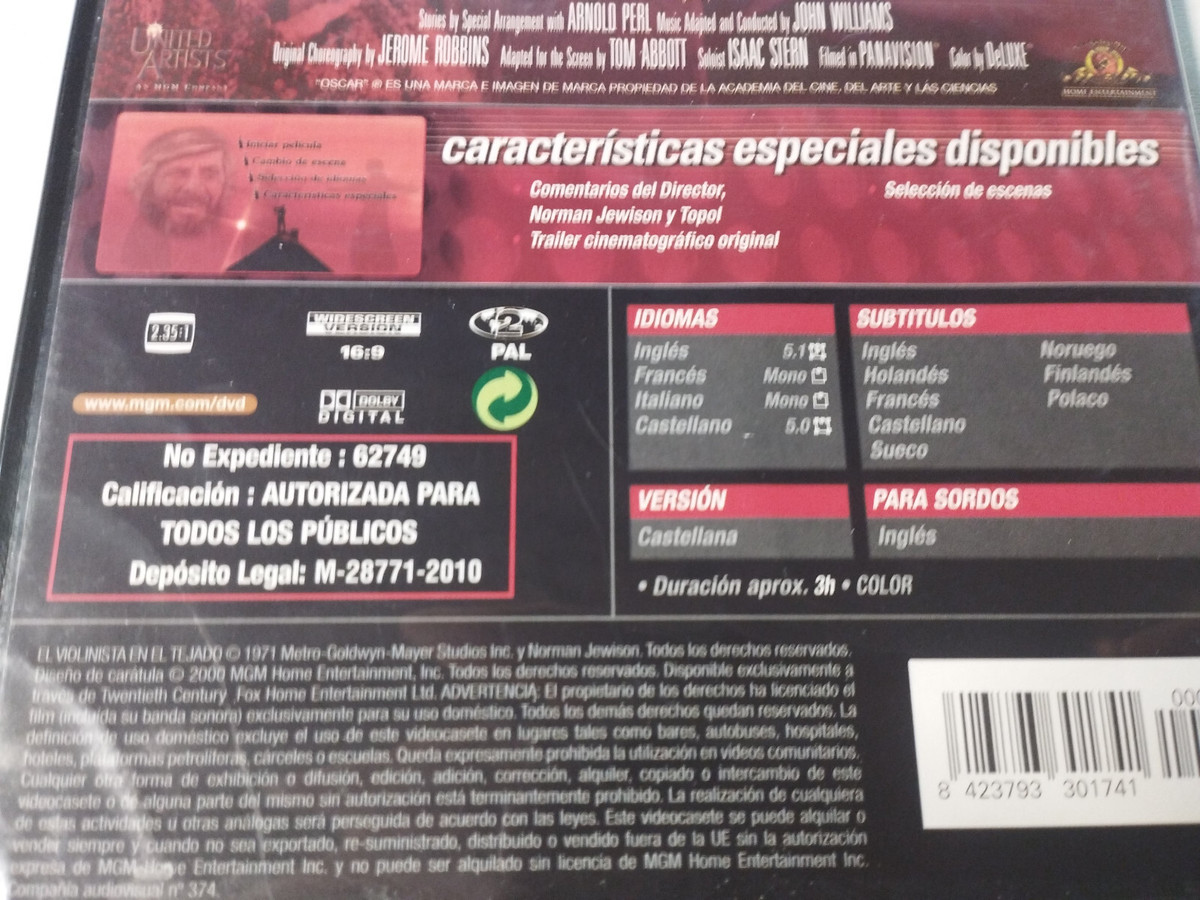 Stories by Special Arrangement with ARNOLD PERL Music Adapted and Conducted by JOHN WILLIAMS
Original Choreography by JEROME ROBBINS Adapted for the Screen by TOM ABBOTT Soloist ISAAC STERN Filmed in PANAVISION® Color by DeLUXE®
UNITED ARTISTS
An MGM Company
"OSCAR" ® ES UNA MARCA E IMAGEN DE MARCA PROPIEDAD DE LA ACADEMIA DEL CINE, DEL ARTE Y LAS CIENCIAS
HOME ENTERTAINMENT
Iniciar película
Cambio de escena
Selección de idiomas
Características especiales
características especiales disponibles
Comentarios del Director,
Norman Jewison y Topol
Trailer cinematográfico original
Selección de escenas
2.35:1
WIDESCREEN VERSION
16:9
2
PAL
www.mgm.com/dvd
DOLBY
DIGITAL
No Expediente : 62749
Calificación : AUTORIZADA PARA
TODOS LOS PÚBLICOS
Depósito Legal: M-28771-2010
IDIOMAS
Inglés 5.1
Francés Mono
Italiano Mono
Castellano 5.0
SUBTITULOS
Inglés Noruego
Holandés Finlandés
Francés Polaco
Castellano
Sueco
VERSIÓN
Castellana
PARA SORDOS
Inglés
• Duración aprox. 3h • COLOR
EL VIOLINISTA EN EL TEJADO © 1971 Metro-Goldwyn-Mayer Studios Inc. y Norman Jewison. Todos los derechos reservados.
Diseño de carátula © 2000 MGM Home Entertainment, Inc. Todos los derechos reservados. Disponible exclusivamente a
través de Twentieth Century Fox Home Entertainment Ltd. ADVERTENCIA: El propietario de los derechos ha licenciado el
film (incluida su banda sonora) exclusivamente para su uso doméstico. Todos los demás derechos quedan reservados. La
definición de uso doméstico excluye el uso de este videocasete en lugares tales como bares, autobuses, hospitales,
hoteles, plataformas petrolíferas, cárceles o escuelas. Queda expresamente prohibida la utilización en videos comunitarios.
Cualquier otra forma de exhibición o difusión, edición, adición, corrección, alquiler, copiado o intercambio de este
videocasete o de alguna parte del mismo sin autorización está terminantemente prohibido. La realización de cualquiera
de estas actividades u otras análogas será perseguida de acuerdo con las leyes. Este videocasete se puede alquilar o
vender siempre y cuando no sea exportado, re-suministrado, distribuido o vendido fuera de la UE sin la autorización
expresa de MGM Home Entertainment Inc. y no puede ser alquilado sin licencia de MGM Home Entertainment Inc.
Compañía audiovisual nº 374.
00
8 423793 301741